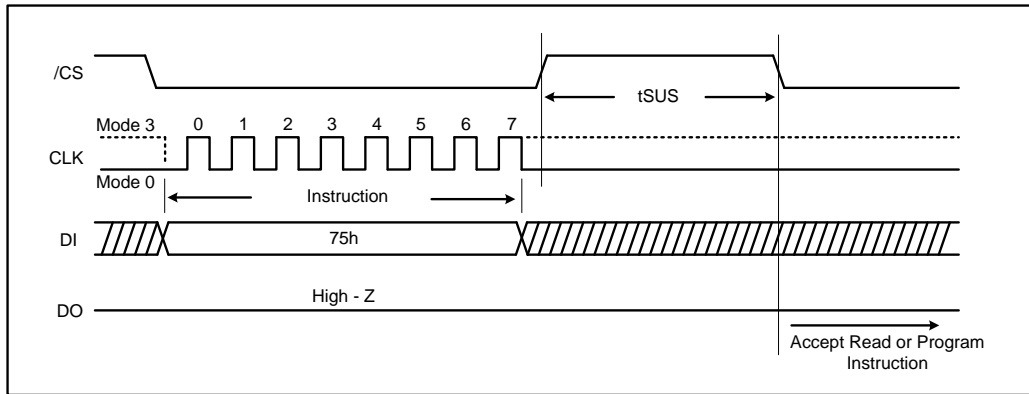 /CS
tSUS
Mode 3
0 1 2 3 4 5 6 7
CLK
Mode 0
Instruction
DI
75h
High - Z
DO
Accept Read or Program
Instruction